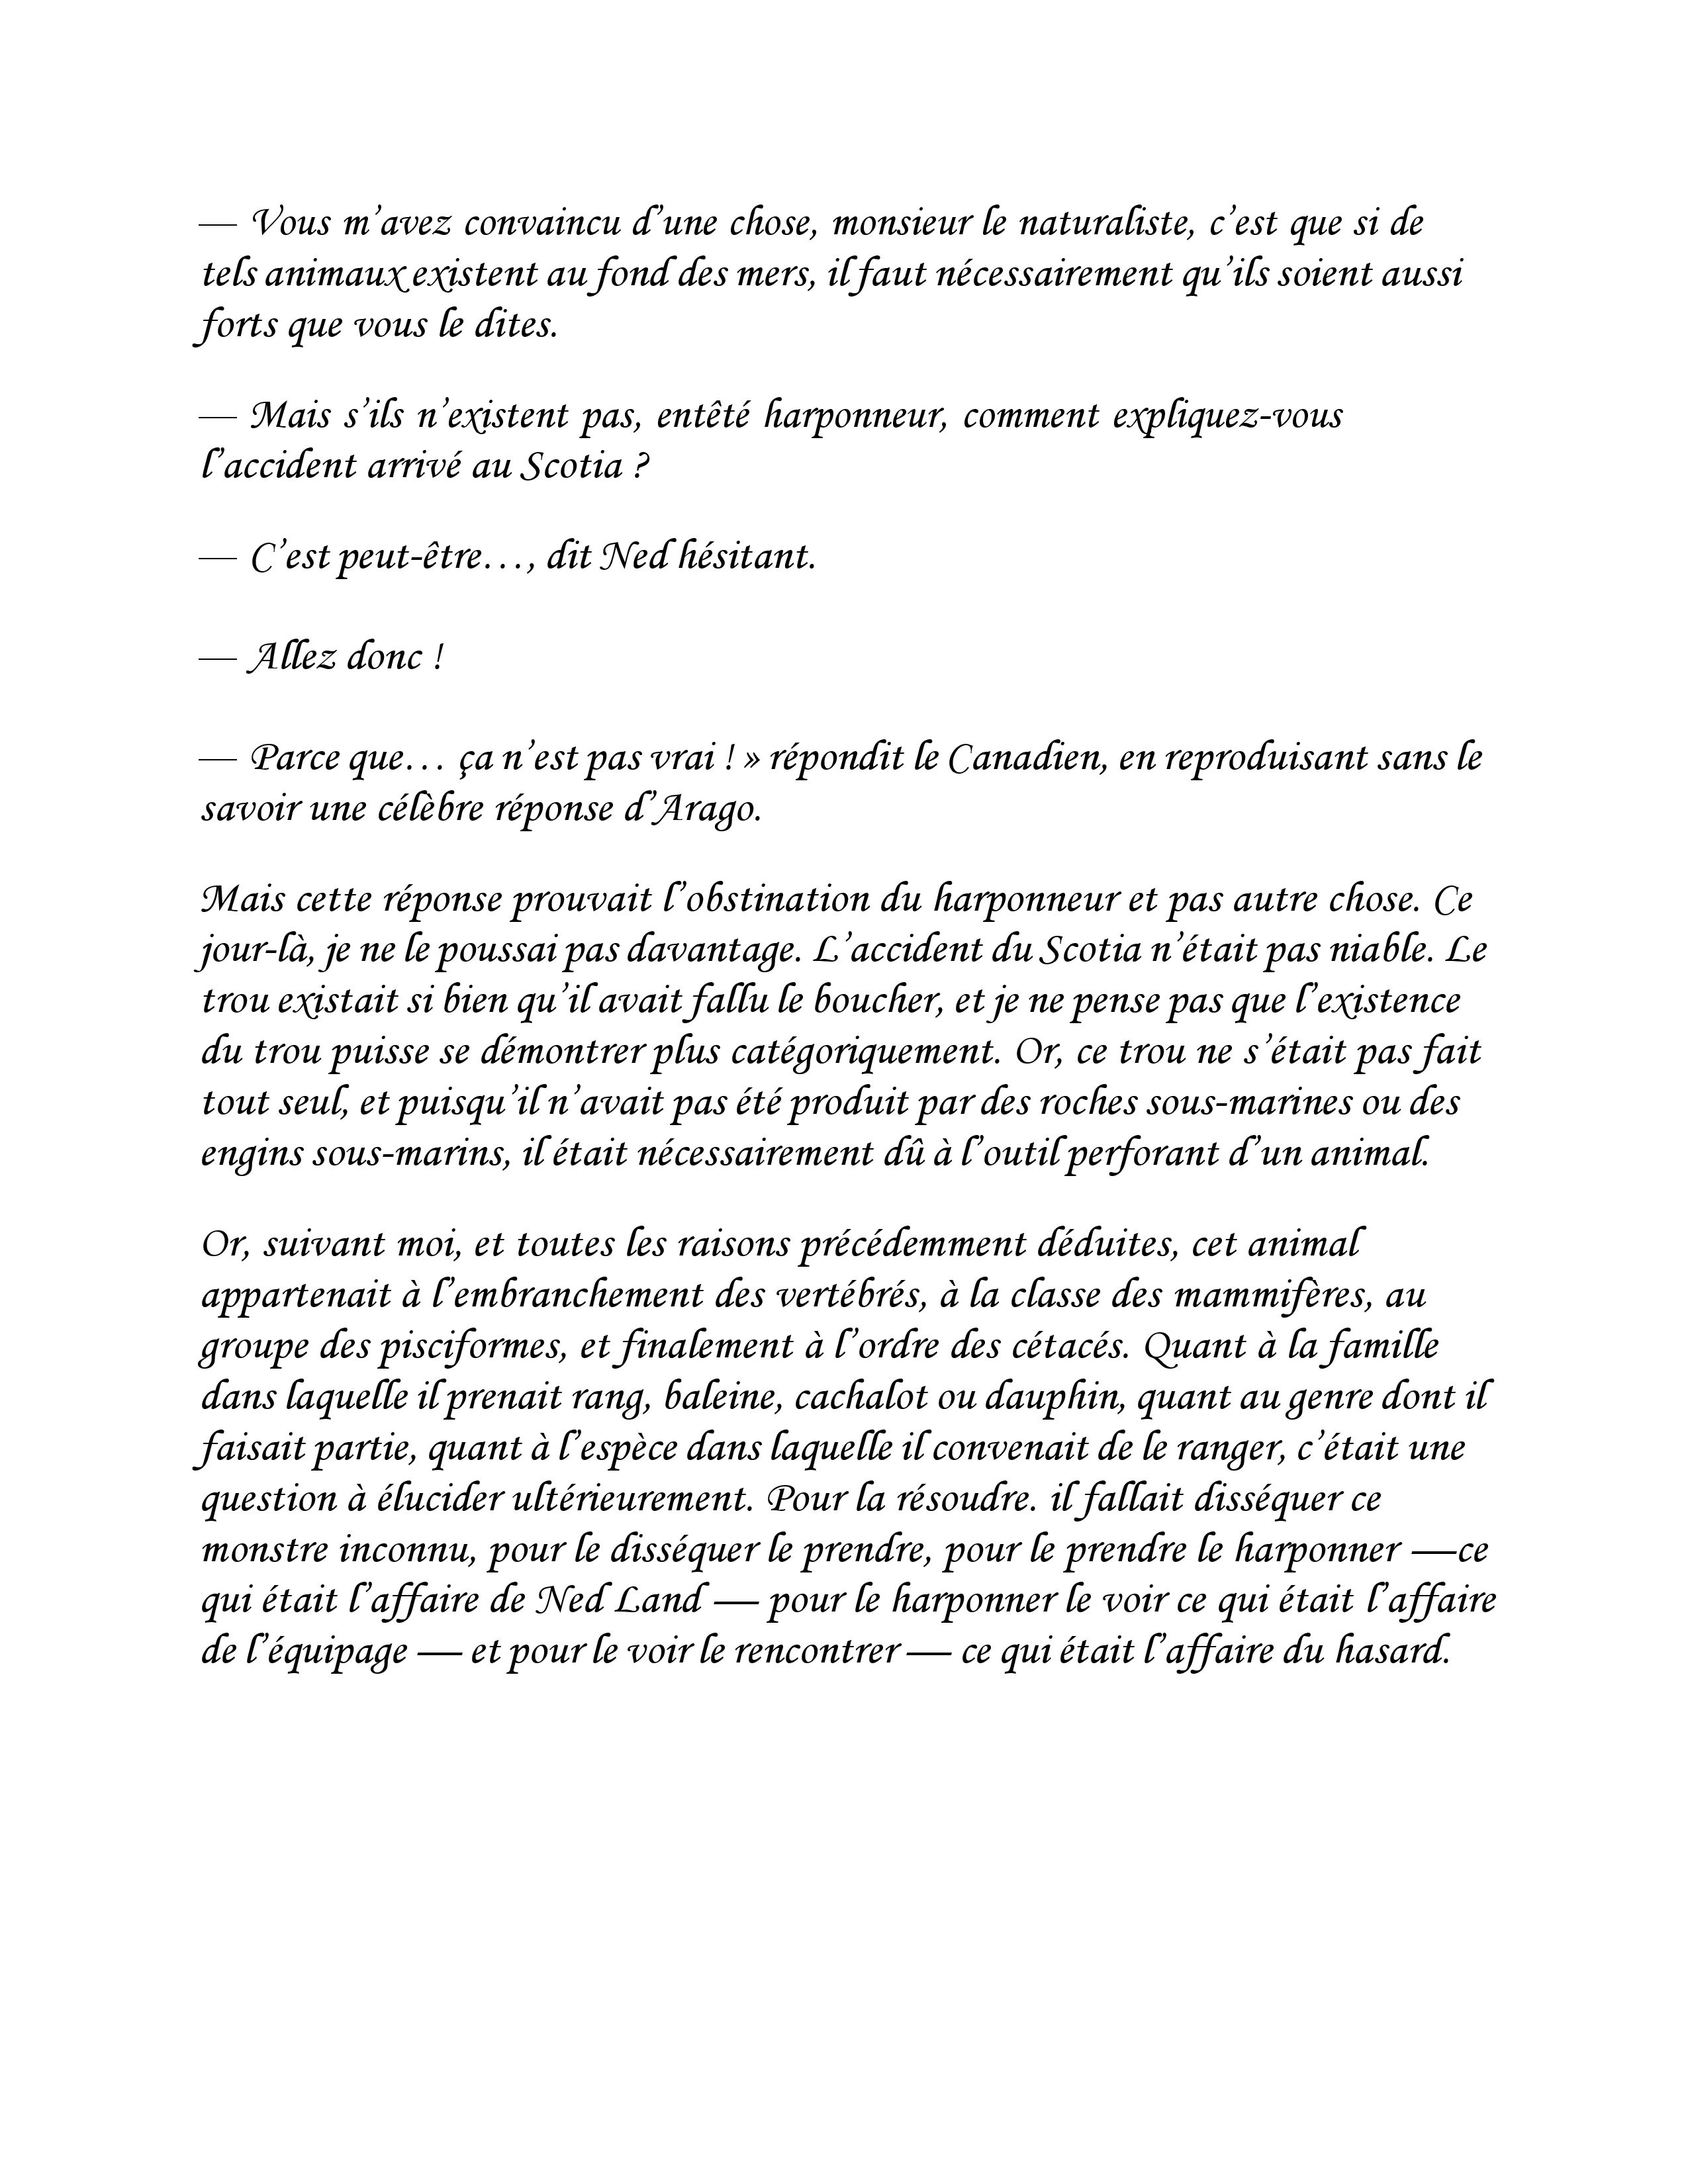 — Vous m’avez convaincu d’une chose, monsieur le naturaliste, c’est que si de
tels animaux existent au fond des mers, il faut nécessairement qu’ils soient aussi
forts que vous le dites.
— Mais s’ils n’existent pas, entêté harponneur, comment expliquez-vous
l’accident arrivé au Scotia ?
— C’est peut-être…, dit Ned hésitant.
— Allez donc !
— Parce que… ça n’est pas vrai ! » répondit le Canadien, en reproduisant sans le
savoir une célèbre réponse d’Arago.
Mais cette réponse prouvait l’obstination du harponneur et pas autre chose. Ce
jour-là, je ne le poussai pas davantage. L’accident du Scotia n’était pas niable. Le
trou existait si bien qu’il avait fallu le boucher, et je ne pense pas que l’existence
du trou puisse se démontrer plus catégoriquement. Or, ce trou ne s’était pas fait
tout seul, et puisqu’il n’avait pas été produit par des roches sous-marines ou des
engins sous-marins, il était nécessairement dû à l’outil perforant d’un animal.
Or, suivant moi, et toutes les raisons précédemment déduites, cet animal
appartenait à l’embranchement des vertébrés, à la classe des mammifères, au
groupe des pisciformes, et finalement à l’ordre des cétacés. Quant à la famille
dans laquelle il prenait rang, baleine, cachalot ou dauphin, quant au genre dont il
faisait partie, quant à l’espèce dans laquelle il convenait de le ranger, c’était une
question à élucider ultérieurement. Pour la résoudre. il fallait disséquer ce
monstre inconnu, pour le disséquer le prendre, pour le prendre le harponner —ce
qui était l’affaire de Ned Land — pour le harponner le voir ce qui était l’affaire
de l’équipage — et pour le voir le rencontrer — ce qui était l’affaire du hasard.